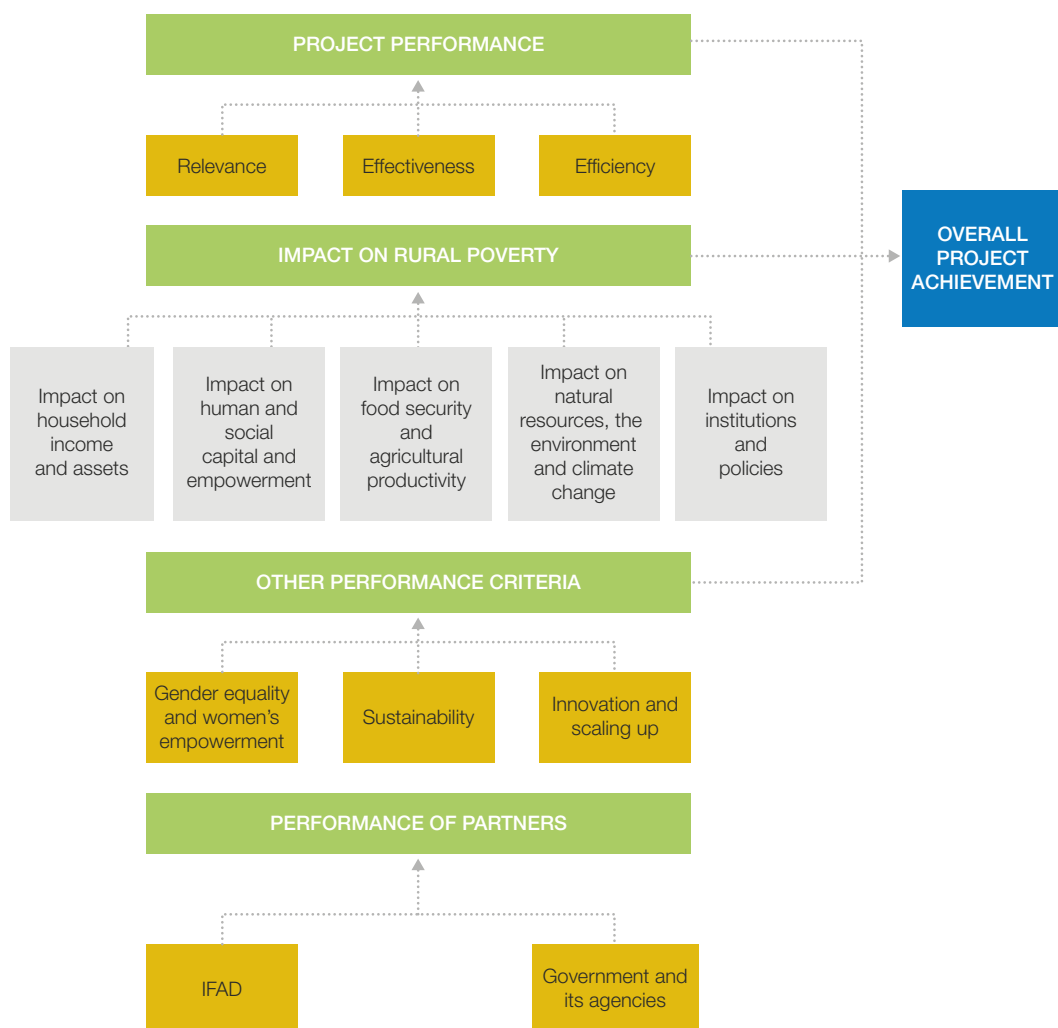 PROJECT PERFORMANCE
Relevance
Effectiveness
Efficiency
IMPACT ON RURAL POVERTY
OVERALL
PROJECT
ACHIEVEMENT
Impact on
household
income
and assets
Impact on
human and
social
capital and
empowerment
Impact on
food security
and
agricultural
productivity
Impact on
natural
resources, the
environment
and climate
change
Impact on
institutions
and
policies
OTHER PERFORMANCE CRITERIA
Gender equality
and women’s
empowerment
Sustainability
Innovation and
scaling up
PERFORMANCE OF PARTNERS
IFAD
Government and
its agencies